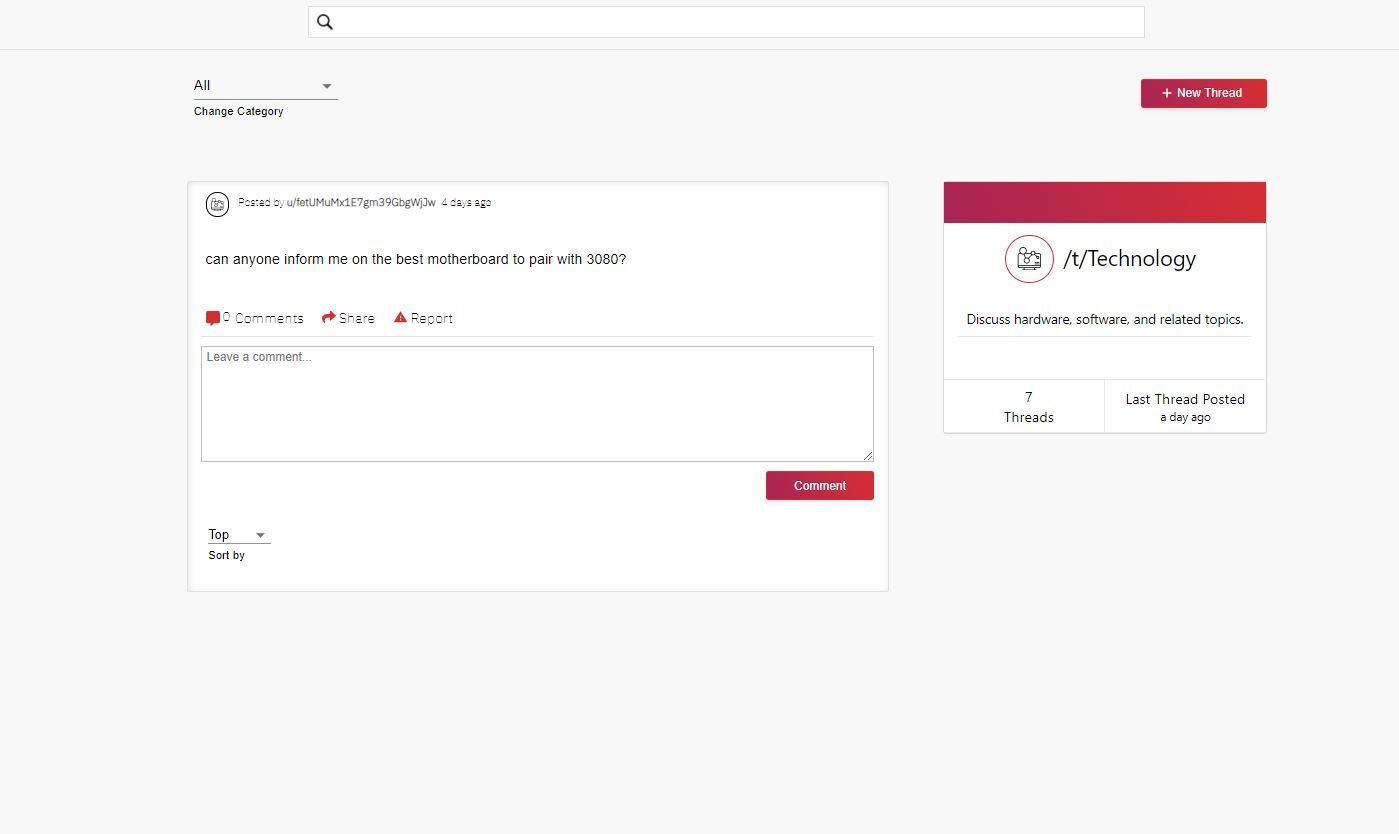 All
Change Category
+ New Thread
Posted by u/fetUMuMx1E7gm39GbgWjJw 4 days ago
can anyone inform me on the best motherboard to pair with 3080?
0 Comments Share Report
Leave a comment...
Comment
Top
Sort by
/t/Technology
Discuss hardware, software, and related topics.
7
Threads
Last Thread Posted
a day ago